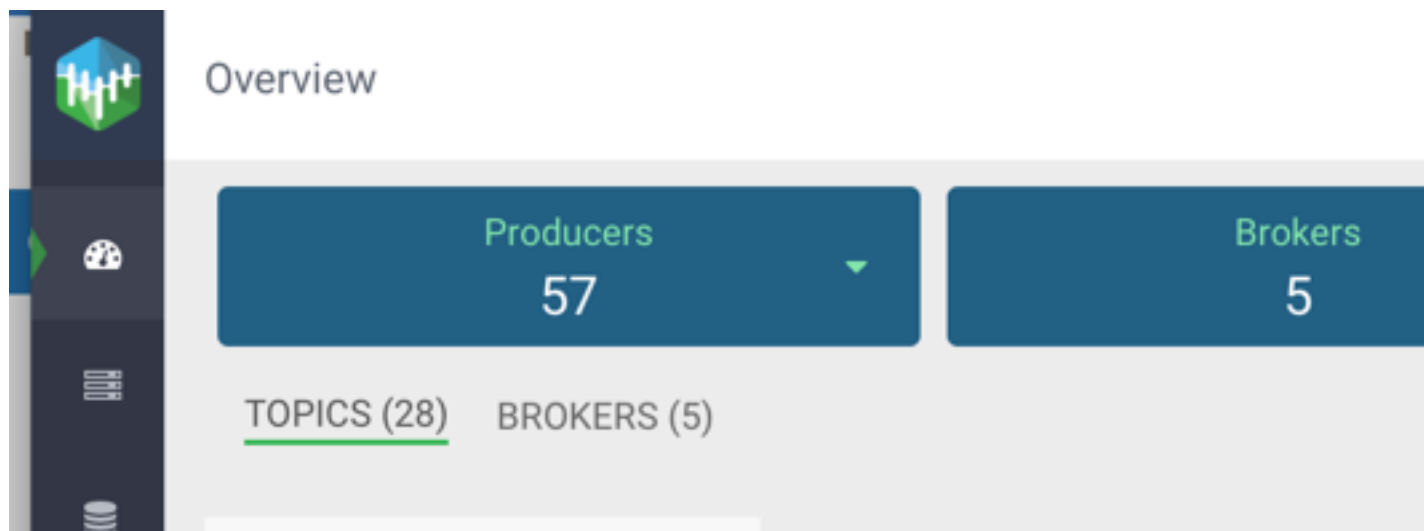 Overview
Producers
57
Brokers
5
TOPICS (28)
BROKERS (5)